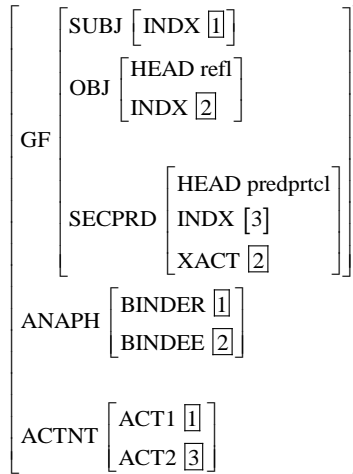 SUBJ [INDX 1]
HEAD refl
OBJ
INDX 2
GF
HEAD predprtcl
SECPRD INDX [3]
XACT 2
BINDER 1
ANAPH
BINDEE 2
ACT1 1
ACTNT
ACT2 3